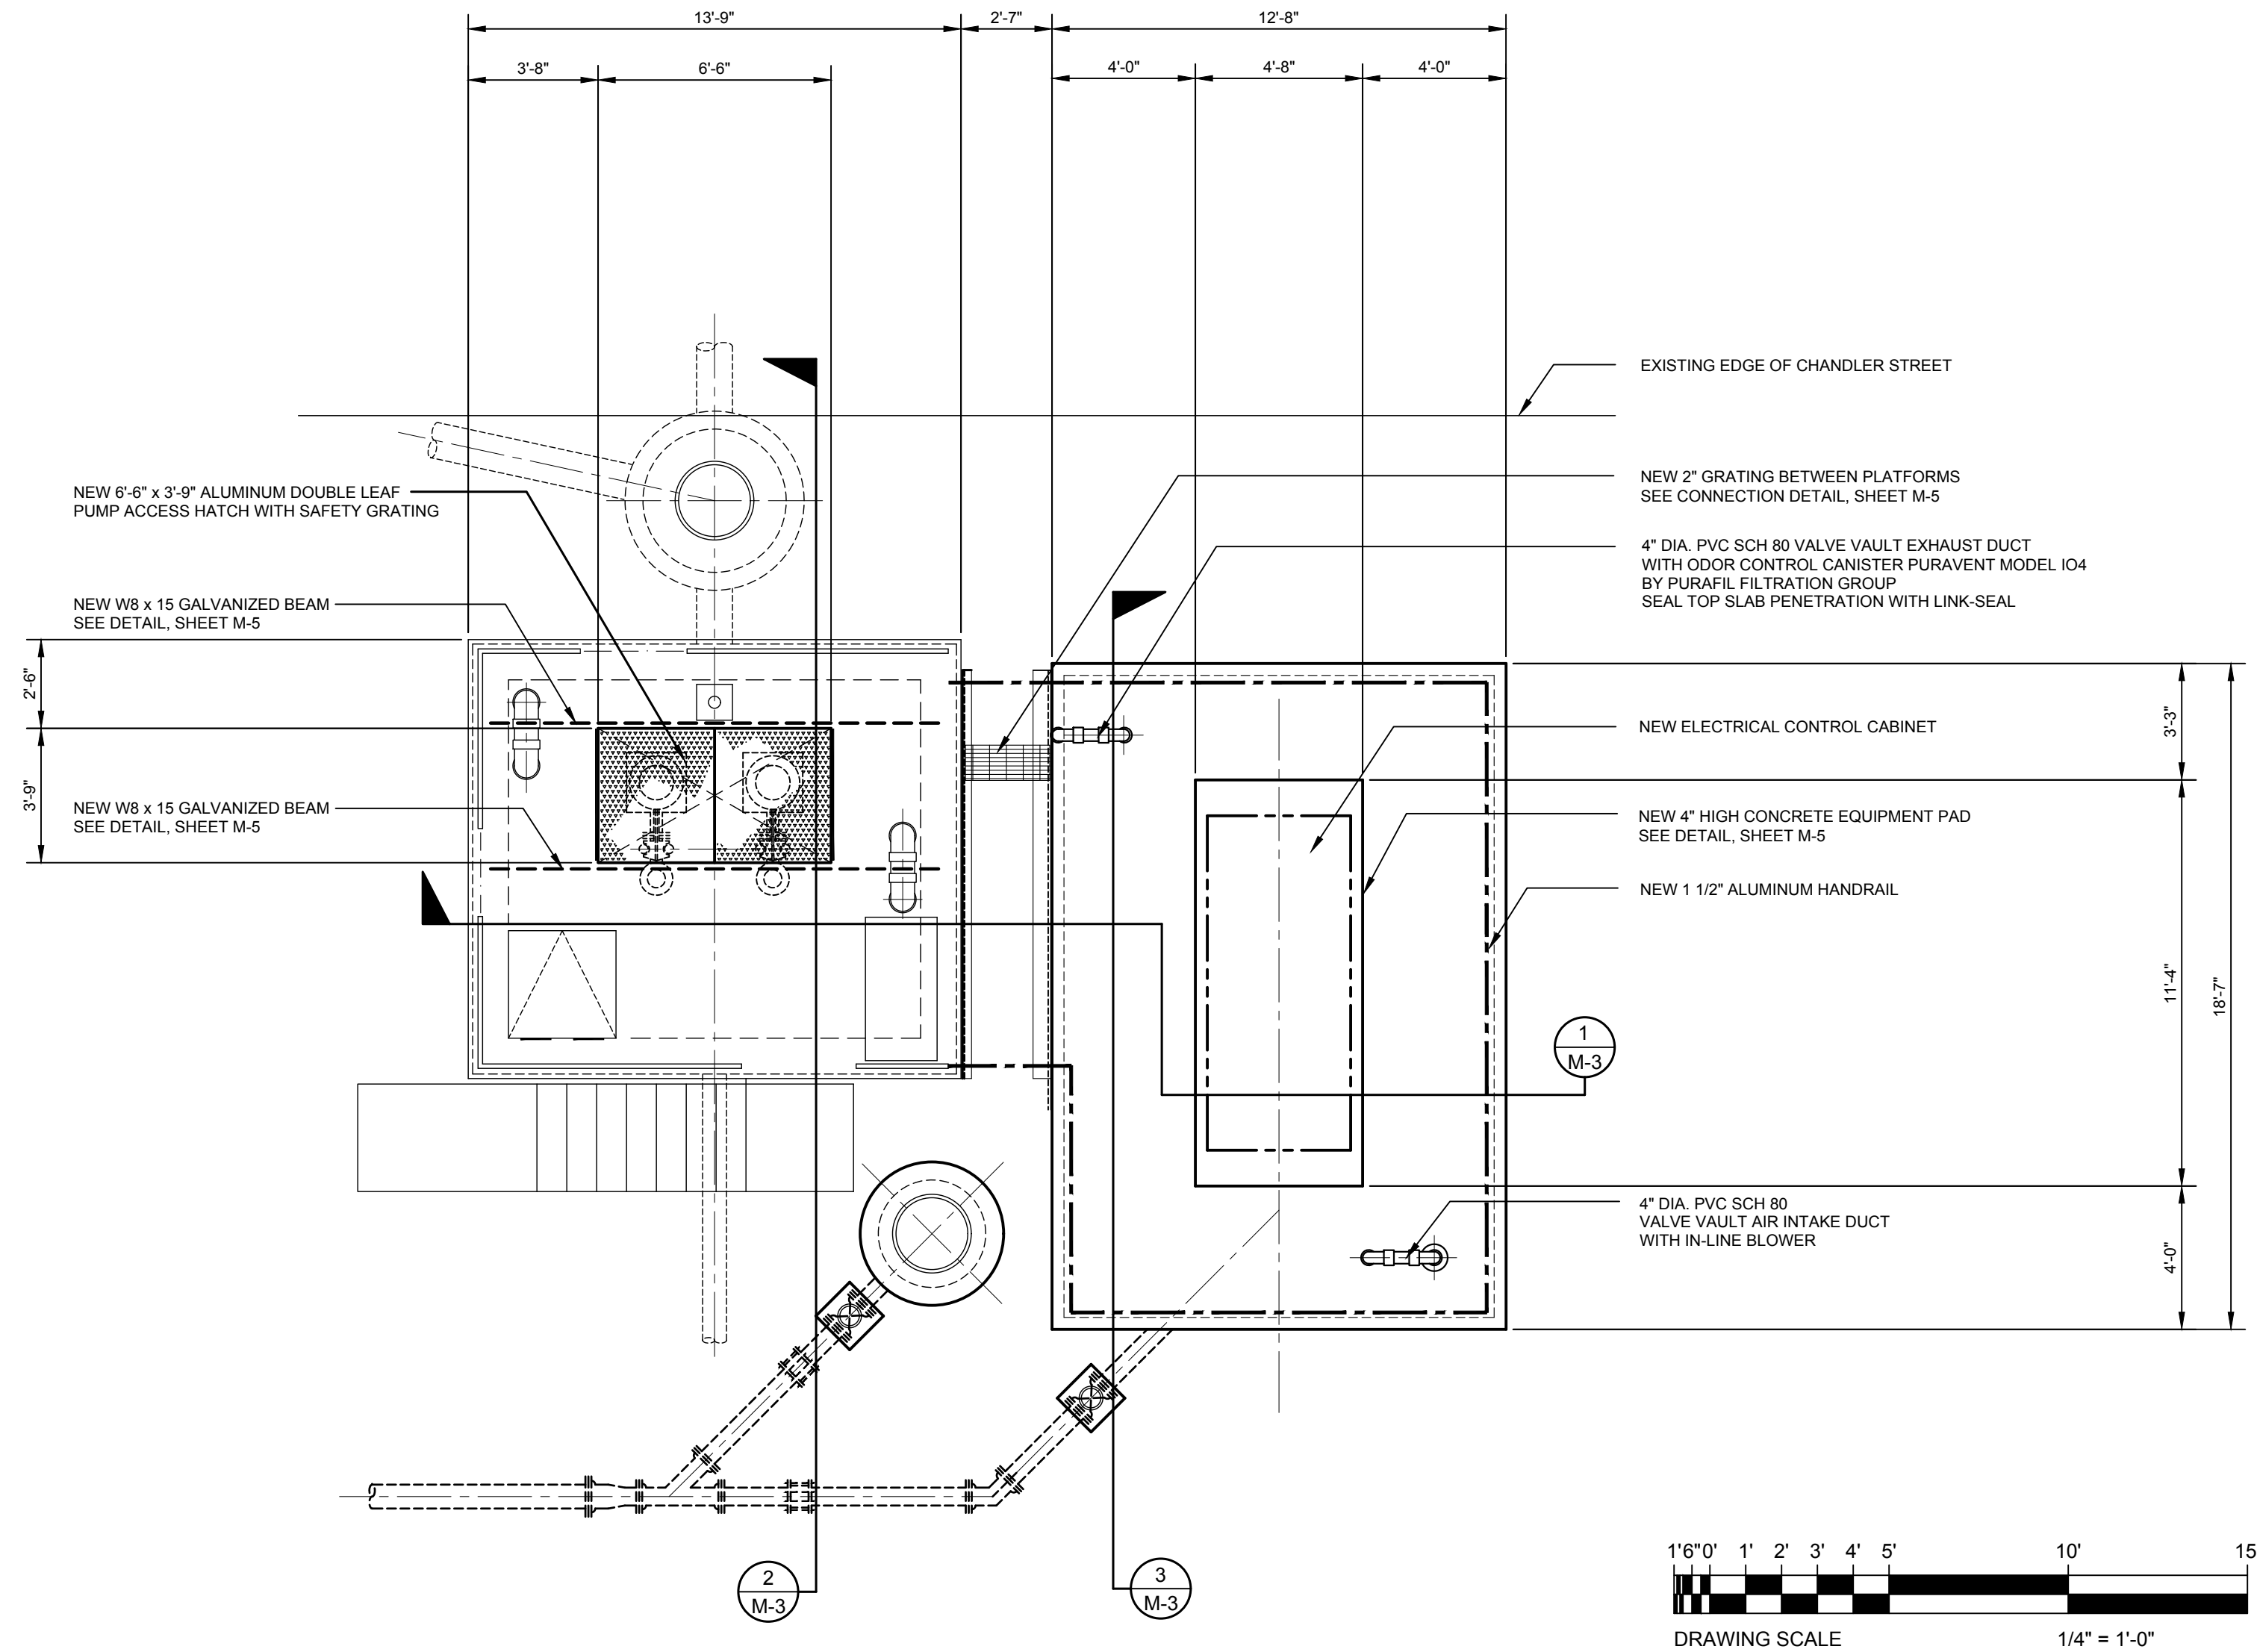 13'-9"
2'-7"
12'-8"
3'-8"
6'-6"
4'-0"
4'-8"
4'-0"
EXISTING EDGE OF CHANDLER STREET
NEW 2" GRATING BETWEEN PLATFORMS
SEE CONNECTION DETAIL, SHEET M-5
NEW 6'-6" x 3'-9" ALUMINUM DOUBLE LEAF
PUMP ACCESS HATCH WITH SAFETY GRATING
4" DIA. PVC SCH 80 VALVE VAULT EXHAUST DUCT
WITH ODOR CONTROL CANISTER PURAVENT MODEL IO4
BY PURAFIL FILTRATION GROUP
SEAL TOP SLAB PENETRATION WITH LINK-SEAL
NEW W8 x 15 GALVANIZED BEAM
SEE DETAIL, SHEET M-5
2'-6"
3'-9"
NEW ELECTRICAL CONTROL CABINET
3'-3"
NEW W8 x 15 GALVANIZED BEAM
SEE DETAIL, SHEET M-5
NEW 4" HIGH CONCRETE EQUIPMENT PAD
SEE DETAIL, SHEET M-5
NEW 1 1/2" ALUMINUM HANDRAIL
11'-4"
18'-7"
1
M-3
4" DIA. PVC SCH 80
VALVE VAULT AIR INTAKE DUCT
WITH IN-LINE BLOWER
4'-0"
2
M-3
3
M-3
1'6"0' 1' 2' 3' 4' 5' 10' 15
DRAWING SCALE 1/4" = 1'-0"